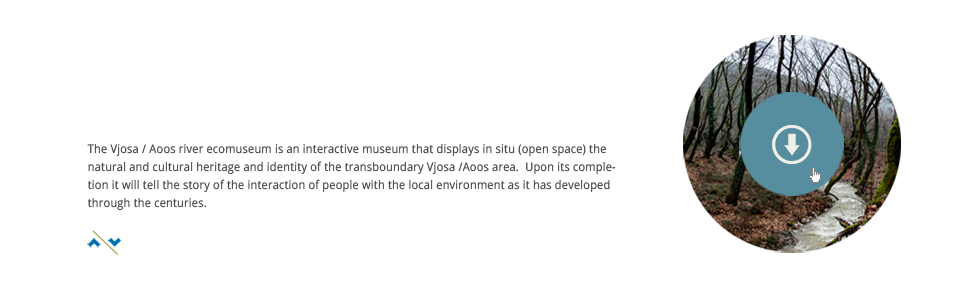 The Vjosa / Aoos river ecomuseum is an interactive museum that displays in situ (open space) the
natural and cultural heritage and identity of the transboundary Vjosa /Aoos area.  Upon its comple-
tion it will tell the story of the interaction of people with the local environment as it has developed
through the centuries.